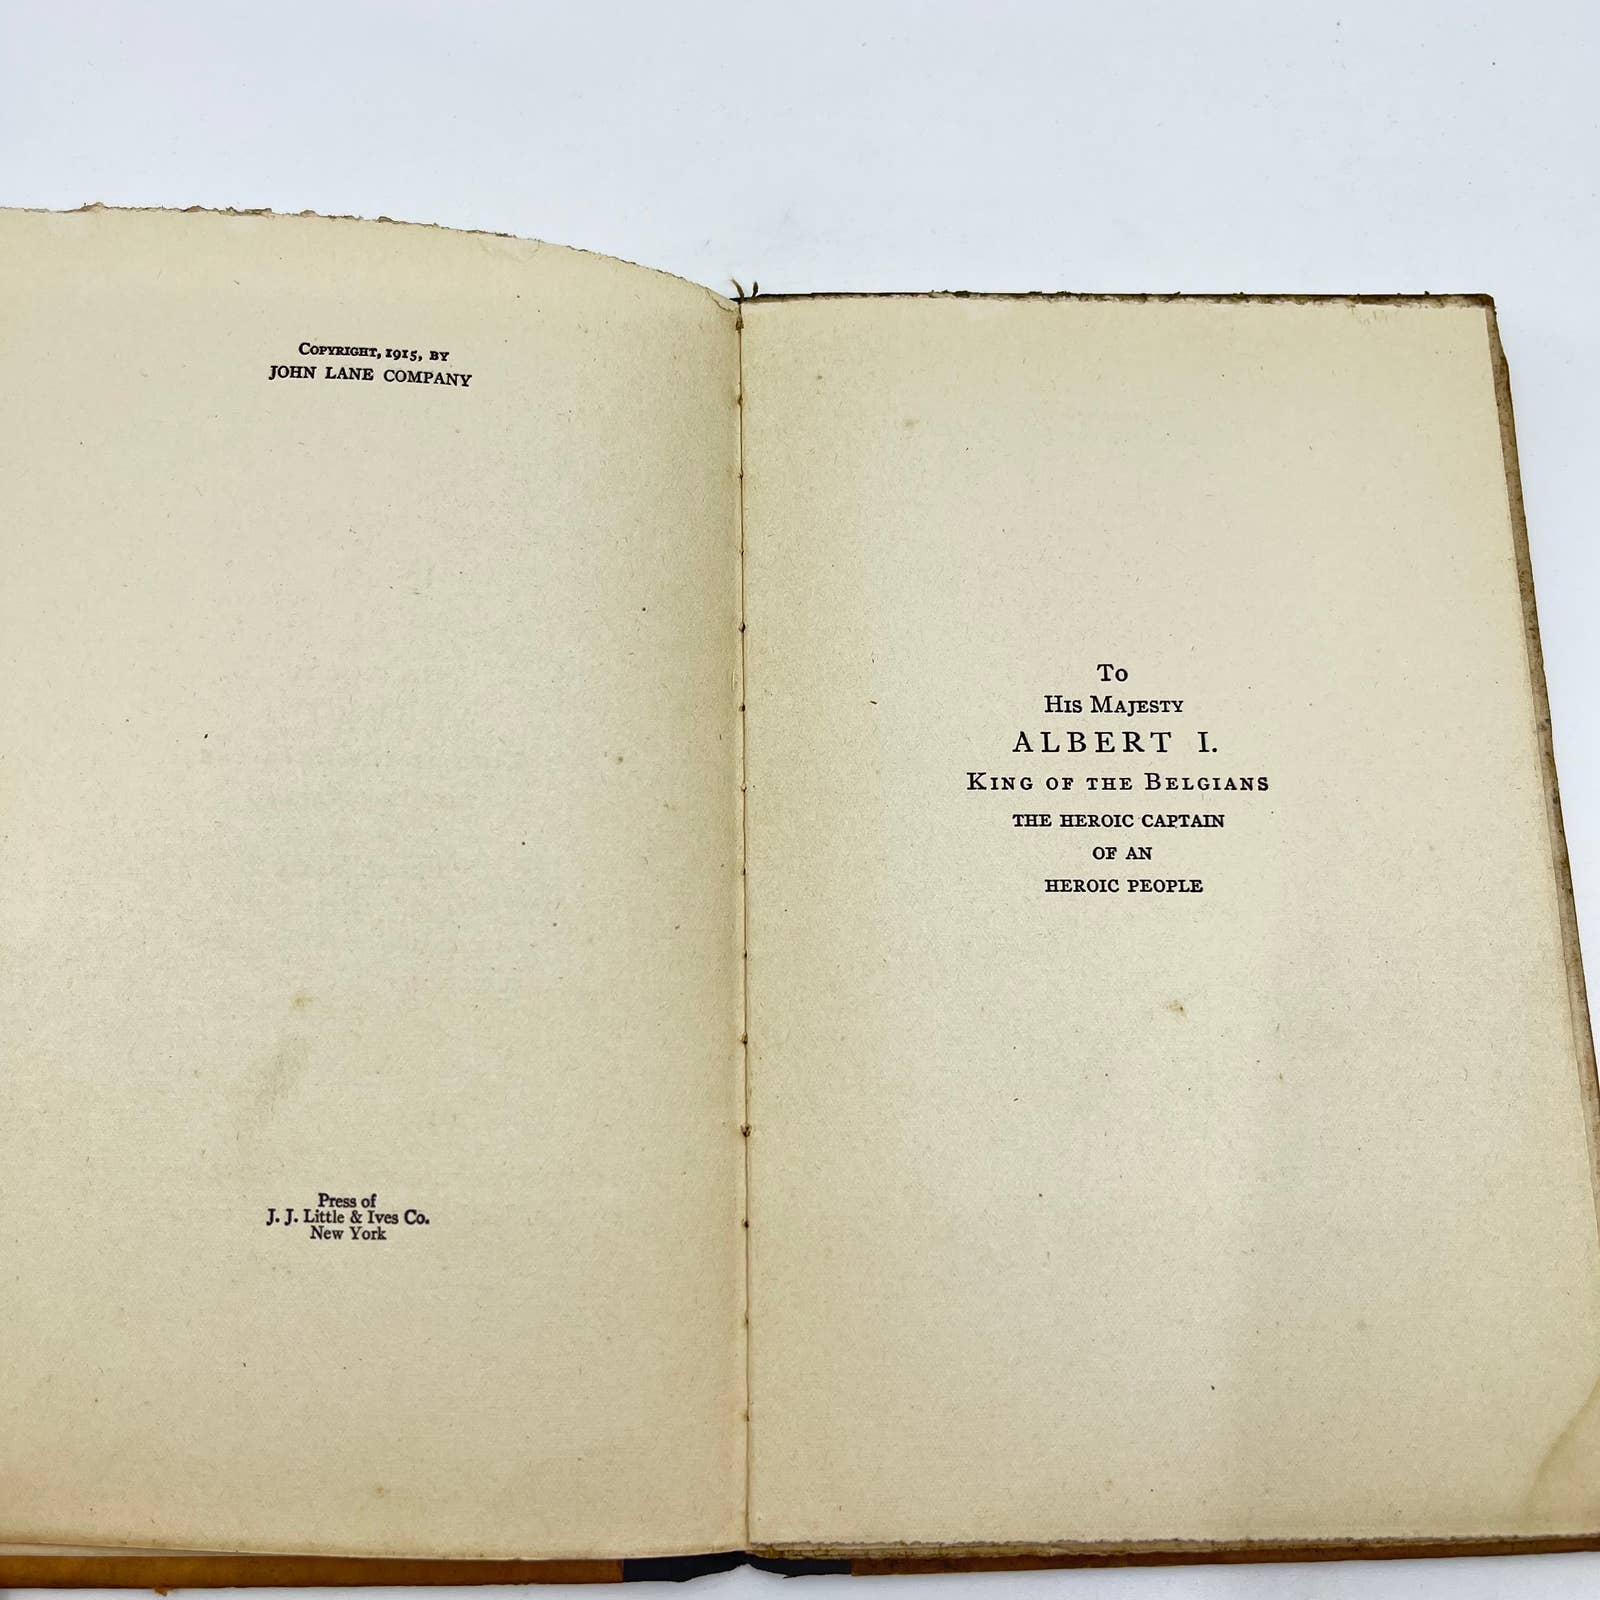 Copyright, 1915, by
JOHN LANE COMPANY
Press of
J. J. Little & Ives Co.
New York
To
His Majesty
ALBERT I.
King of the Belgians
THE HEROIC CAPTAIN
OF AN
HEROIC PEOPLE